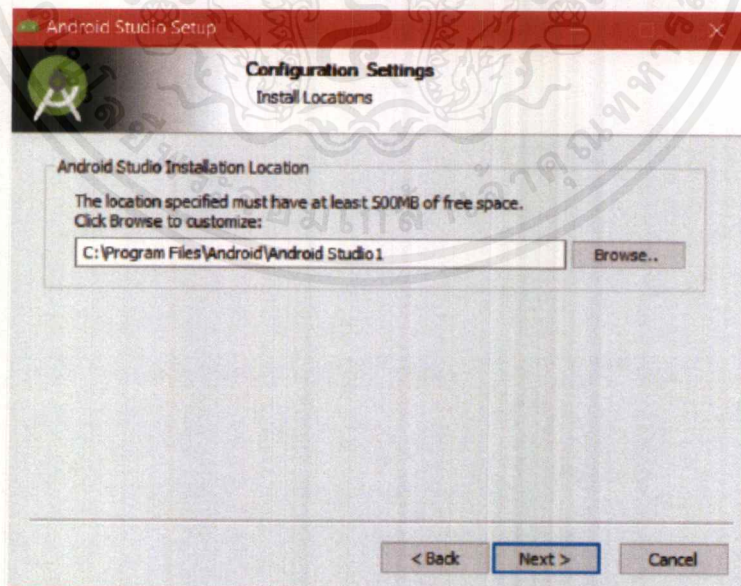 Android Studio Setup
Configuration Settings
Install Locations
Android Studio Installation Location
The location specified must have at least 500MB of free space.
Click Browse to customize:
C:\Program Files\Android\Android Studio1
Browse..
< Back
Next >
Cancel